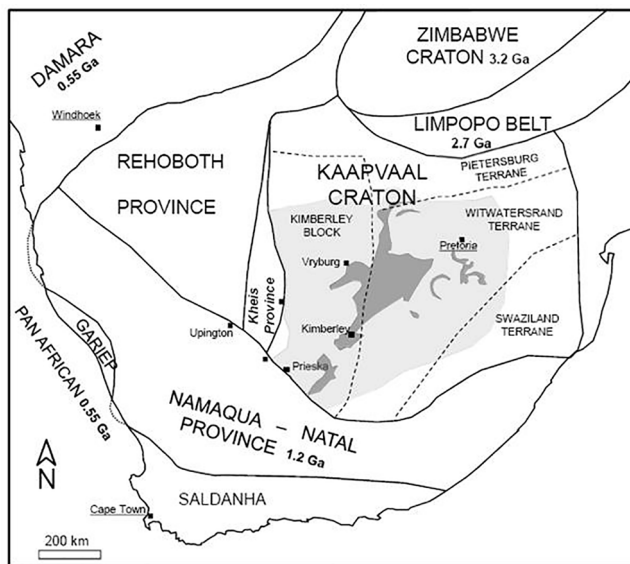 ZIMBABWE
CRATON 3.2 Ga
DAMARA
0.55 Ga
Windhoek
LIMPOPO BELT
2.7 Ga
REHOBOTH
PROVINCE
KAAPVAAL
CRATON
PIETERSBURG
TERRANE
KIMBERLEY
BLOCK
WITWATERSRAND
TERRANE
Pretoria
Vryburg
Kheis
Province
SWAZILAND
TERRANE
Upington
Kimberley
Prieska
GARIEP
PAN AFRICAN 0.55 Ga
NAMAQUA – NATAL
PROVINCE 1.2 Ga
N
SALDANHA
Cape Town
200 km